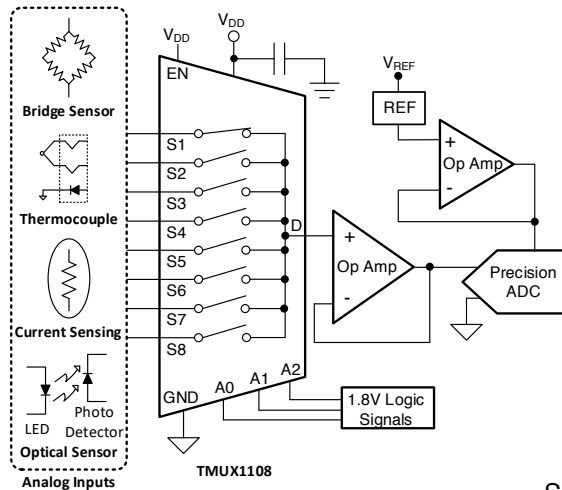 Bridge Sensor
Thermocouple
Current Sensing
LED
Photo
Detector
Optical Sensor
Analog Inputs
VDD
VDD
EN
S1
S2
S3
S4
S5
S6
S7
S8
D
GND
A0
A1
A2
TMUX1108
1.8V Logic
Signals
+
Op Amp
-
VREF
REF
+
Op Amp
-
Precision
ADC
S